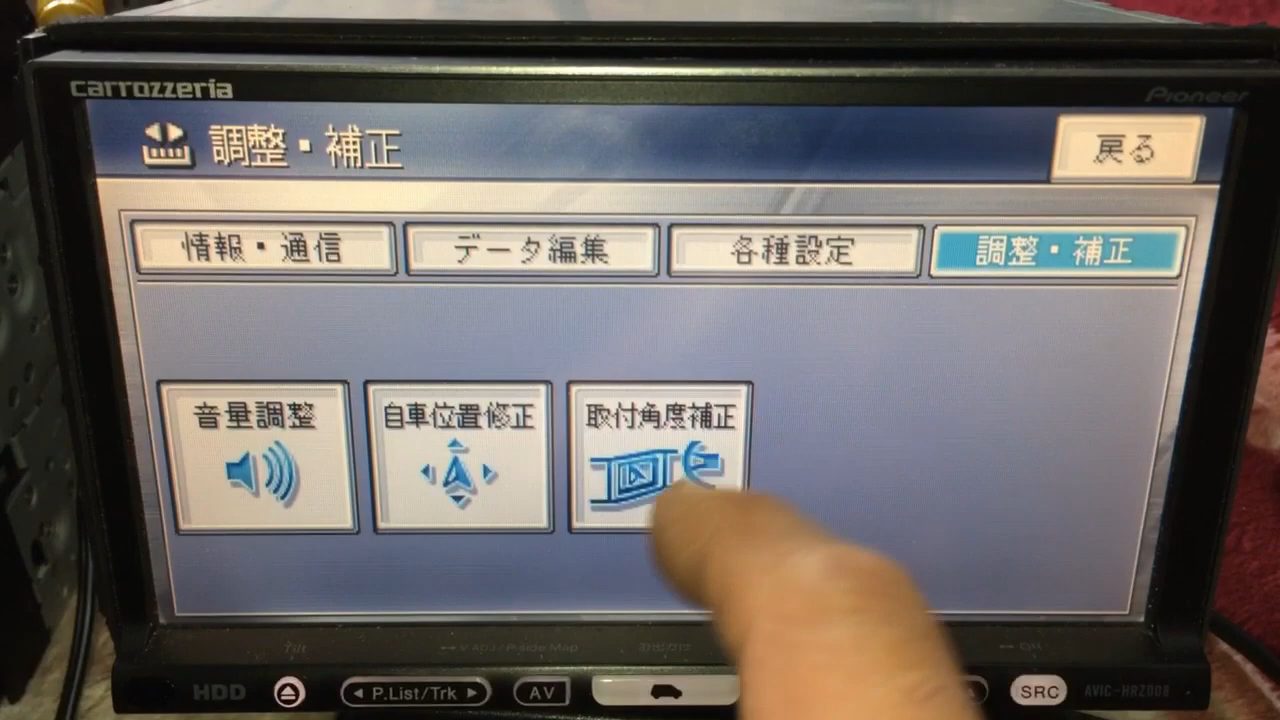 carrozzeria
Pioneer
調整・補正
戻る
情報・通信
データ編集
各種設定
調整・補正
音量調整
自車位置修正
取付角度補正
Tilt
HDD
P.List/Trk
AV
SRC
AVIC-HRZ008